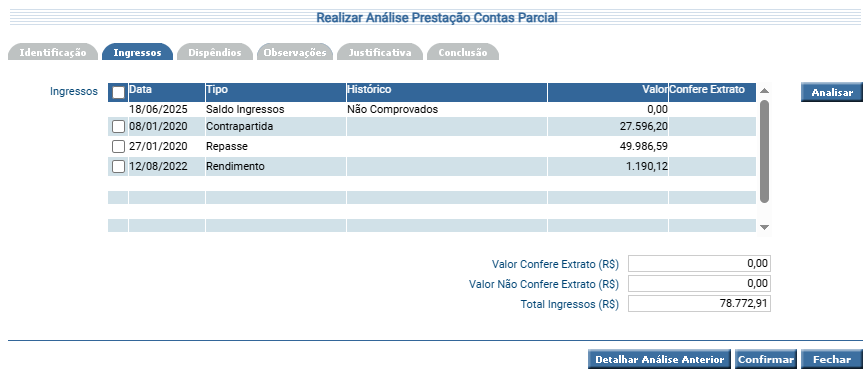 Realizar Análise Prestação Contas Parcial
Identificação Ingressos Dispêndios Observações Justificativa Conclusão
Ingressos Data Tipo Histórico Valor Confere Extrato Analisar
18/06/2025 Saldo Ingressos Não Comprovados 0,00
08/01/2020 Contrapartida 27.596,20
27/01/2020 Repasse 49.986,59
12/08/2022 Rendimento 1.190,12
Valor Confere Extrato (R$) 0,00
Valor Não Confere Extrato (R$) 0,00
Total Ingressos (R$) 78.772,91
Detalhar Análise Anterior Confirmar Fechar